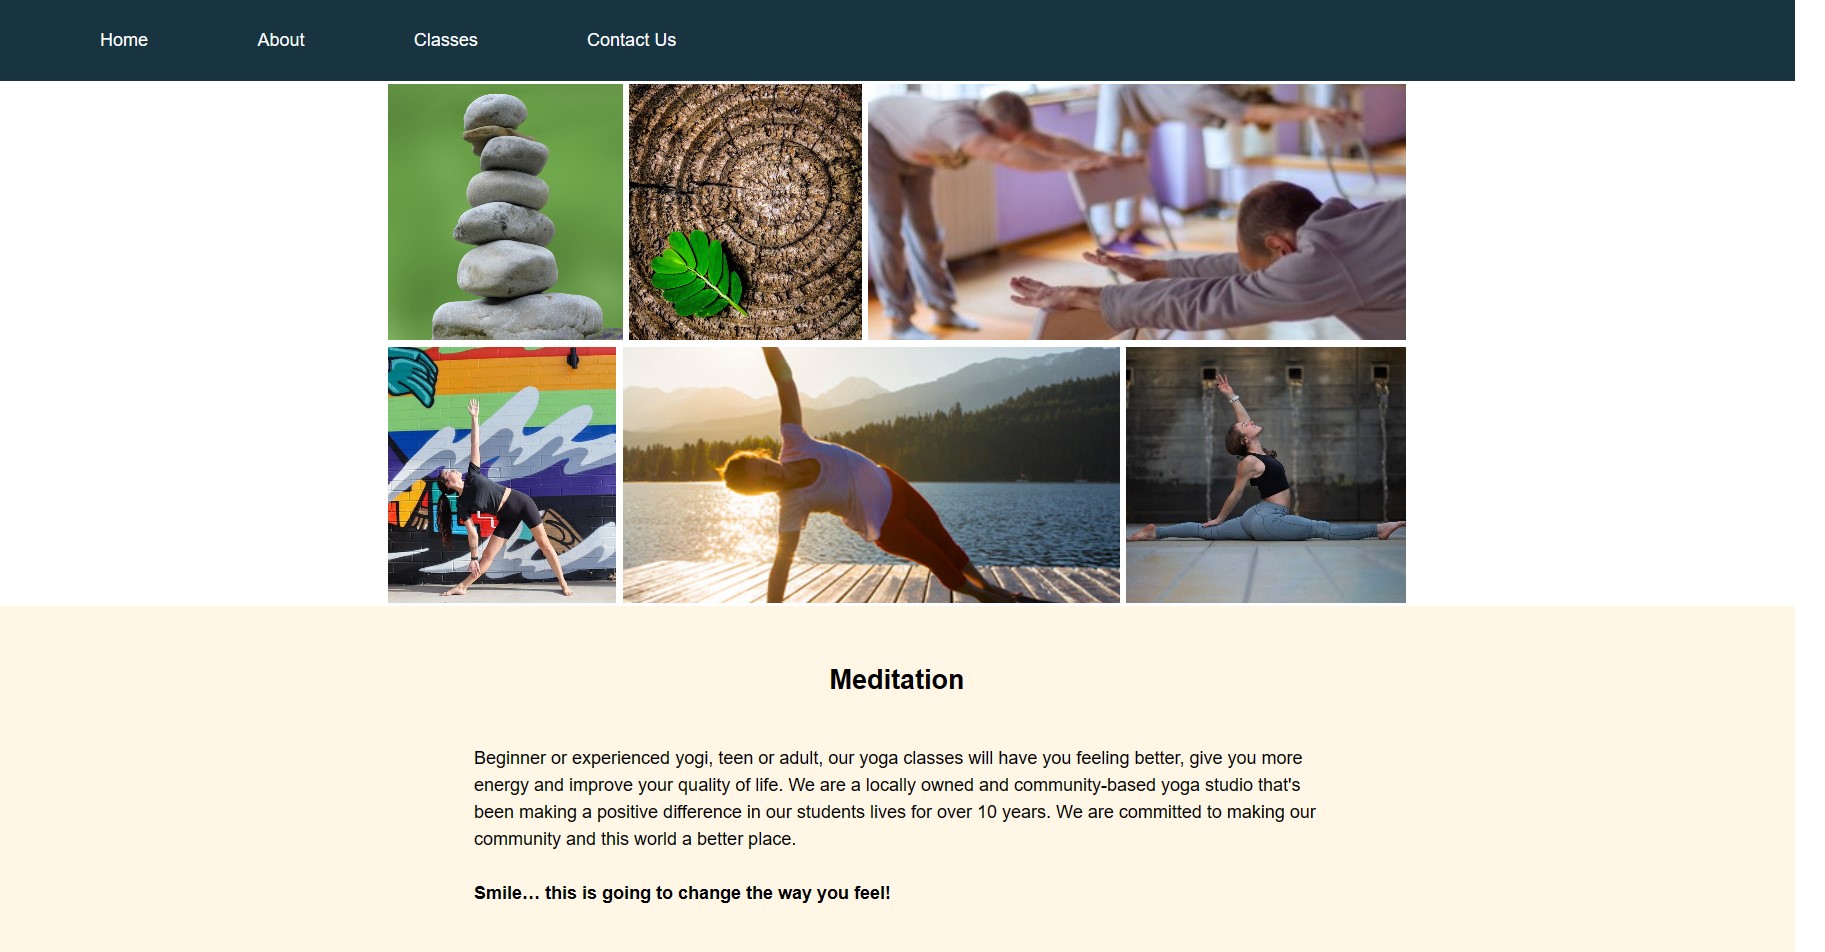 Home About Classes Contact Us
Meditation
Beginner or experienced yogi, teen or adult, our yoga classes will have you feeling better, give you more
energy and improve your quality of life. We are a locally owned and community-based yoga studio that's
been making a positive difference in our students lives for over 10 years. We are committed to making our
community and this world a better place.
Smile… this is going to change the way you feel!